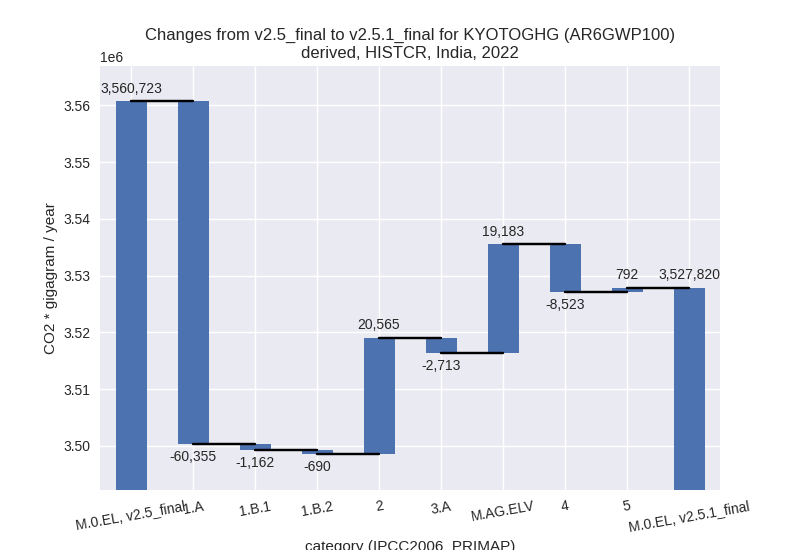 Changes from v2.5_final to v2.5.1_final for KYOTOGHG (AR6GWP100)
derived, HISTCR, India, 2022
1e6
3,560,723
3.56
3.55
3.54
3.53
3.52
3.51
3.50
CO2 * gigagram / year
-60,355
-1,162
-690
20,565
-2,713
19,183
-8,523
792
3,527,820
M.0.EL, v2.5_final
1.A
1.B.1
1.B.2
2
3.A
M.AG.ELV
4
5
M.0.EL, v2.5.1_final
category (IPCC2006_PRIMAP)